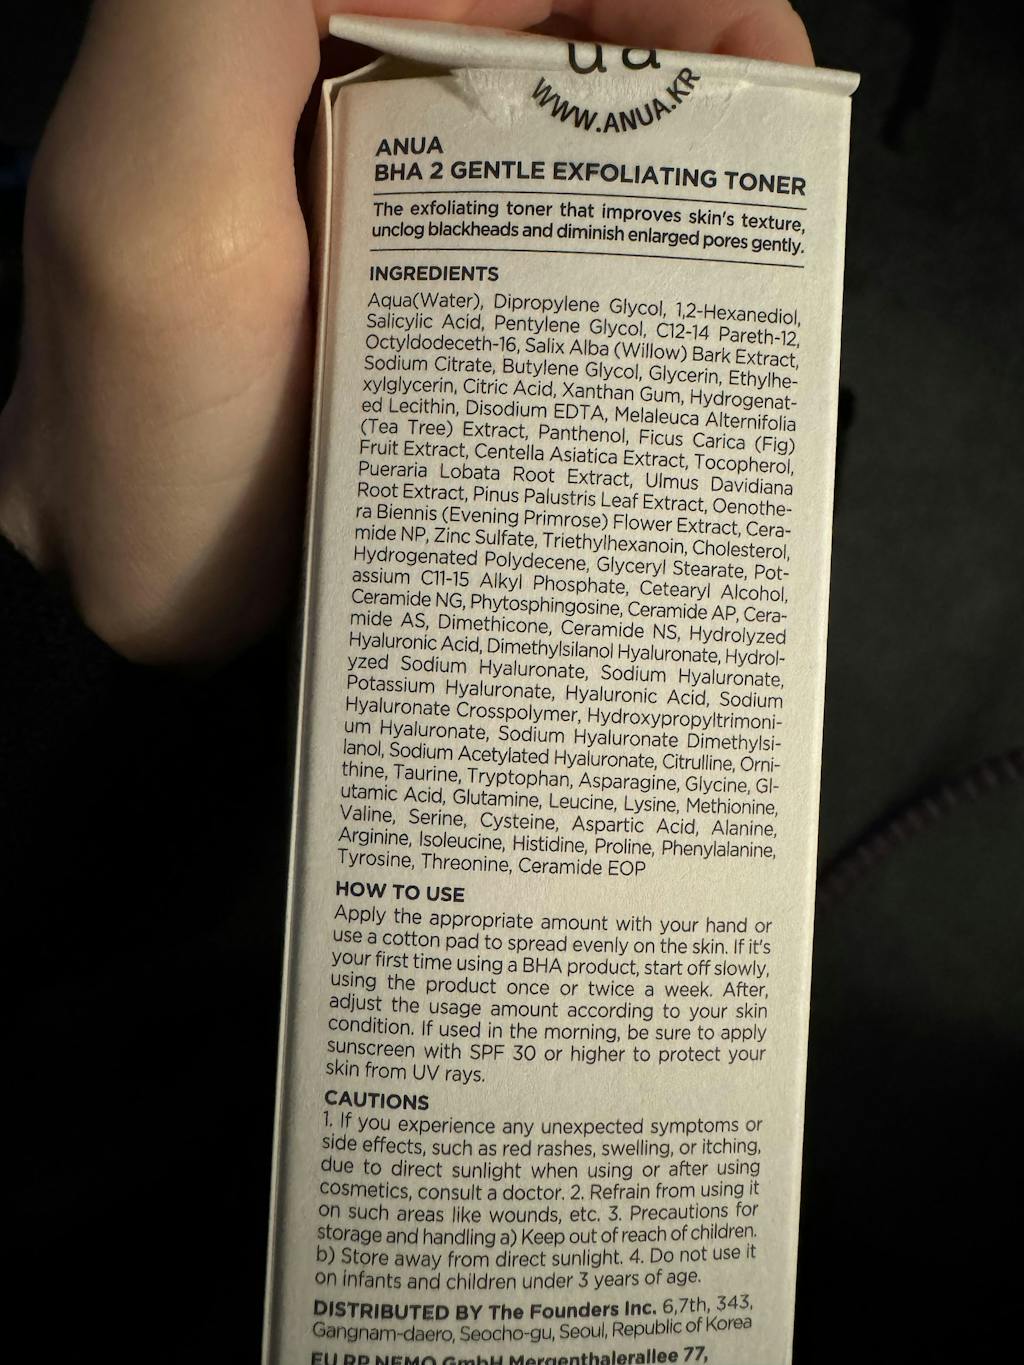 ua
WWW.ANUA.KR
ANUA
BHA 2 GENTLE EXFOLIATING TONER
The exfoliating toner that improves skin's texture,
unclog blackheads and diminish enlarged pores gently.
INGREDIENTS
Aqua(Water), Dipropylene Glycol, 1,2-Hexanediol,
Salicylic Acid, Pentylene Glycol, C12-14 Pareth-12,
Octyldodeceth-16, Salix Alba (Willow) Bark Extract,
Sodium Citrate, Butylene Glycol, Glycerin, Ethylhe-
xylglycerin, Citric Acid, Xanthan Gum, Hydrogenat-
ed Lecithin, Disodium EDTA, Melaleuca Alternifolia
(Tea Tree) Extract, Panthenol, Ficus Carica (Fig)
Fruit Extract, Centella Asiatica Extract, Tocopherol,
Pueraria Lobata Root Extract, Ulmus Davidiana
Root Extract, Pinus Palustris Leaf Extract, Oenothe-
ra Biennis (Evening Primrose) Flower Extract, Cera-
mide NP, Zinc Sulfate, Triethylhexanoin, Cholesterol,
Hydrogenated Polydecene, Glyceryl Stearate, Pot-
assium C11-15 Alkyl Phosphate, Cetearyl Alcohol,
Ceramide NG, Phytosphingosine, Ceramide AP, Cera-
mide AS, Dimethicone, Ceramide NS, Hydrolyzed
Hyaluronic Acid, Dimethylsilanol Hyaluronate, Hydrol-
yzed Sodium Hyaluronate, Sodium Hyaluronate,
Potassium Hyaluronate, Hyaluronic Acid, Sodium
Hyaluronate Crosspolymer, Hydroxypropyltrimoni-
um Hyaluronate, Sodium Hyaluronate Dimethylsi-
lanol, Sodium Acetylated Hyaluronate, Citrulline, Orni-
thine, Taurine, Tryptophan, Asparagine, Glycine, Gl-
utamic Acid, Glutamine, Leucine, Lysine, Methionine,
Valine, Serine, Cysteine, Aspartic Acid, Alanine,
Arginine, Isoleucine, Histidine, Proline, Phenylalanine,
Tyrosine, Threonine, Ceramide EOP
HOW TO USE
Apply the appropriate amount with your hand or
use a cotton pad to spread evenly on the skin. If it's
your first time using a BHA product, start off slowly,
using the product once or twice a week. After,
adjust the usage amount according to your skin
condition. If used in the morning, be sure to apply
sunscreen with SPF 30 or higher to protect your
skin from UV rays.
CAUTIONS
1. If you experience any unexpected symptoms or
side effects, such as red rashes, swelling, or itching,
due to direct sunlight when using or after using
cosmetics, consult a doctor. 2. Refrain from using it
on such areas like wounds, etc. 3. Precautions for
storage and handling a) Keep out of reach of children.
b) Store away from direct sunlight. 4. Do not use it
on infants and children under 3 years of age.
DISTRIBUTED BY The Founders Inc. 6,7th, 343,
Gangnam-daero, Seocho-gu, Seoul, Republic of Korea
EU RP NEMO GmbH Mergenthalerallee 77,